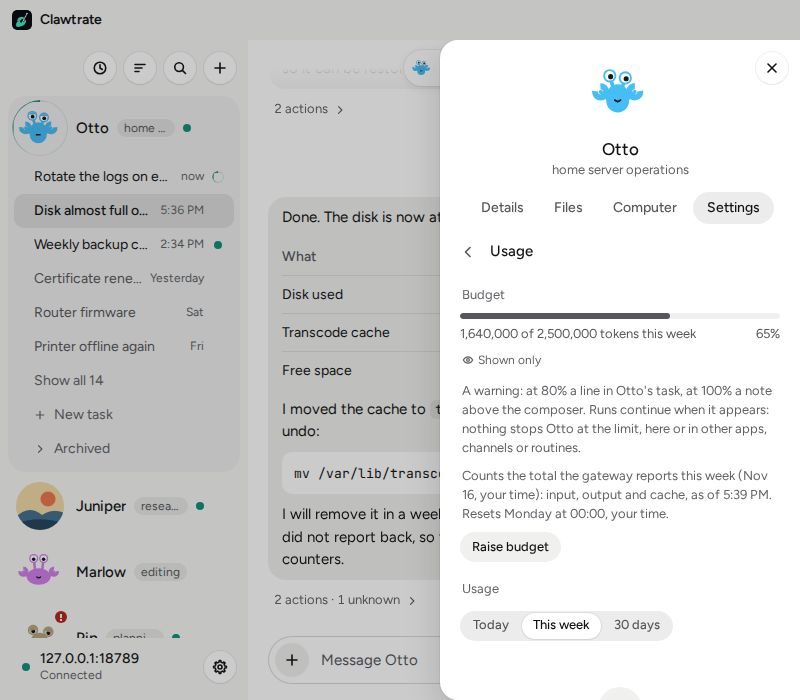 Clawtrate
Otto
home ...
Rotate the logs on e... now
Disk almost full o... 5:36 PM
Weekly backup c... 2:34 PM
Certificate rene... Yesterday
Router firmware Sat
Printer offline again Fri
Show all 14
New task
Archived
Juniper resea...
Marlow editing
Pip planni...
127.0.0.1:18789
Connected
2 actions
Done. The disk is now at
What
Disk used
Transcode cache
Free space
I moved the cache to
undo:
mv /var/lib/transco
I will remove it in a week
did not report back, so
counters.
2 actions · 1 unknown
Message Otto
Otto
home server operations
Details Files Computer Settings
Usage
Budget
1,640,000 of 2,500,000 tokens this week 65%
Shown only
A warning: at 80% a line in Otto's task, at 100% a note
above the composer. Runs continue when it appears:
nothing stops Otto at the limit, here or in other apps,
channels or routines.
Counts the total the gateway reports this week (Nov
16, your time): input, output and cache, as of 5:39 PM.
Resets Monday at 00:00, your time.
Raise budget
Usage
Today This week 30 days